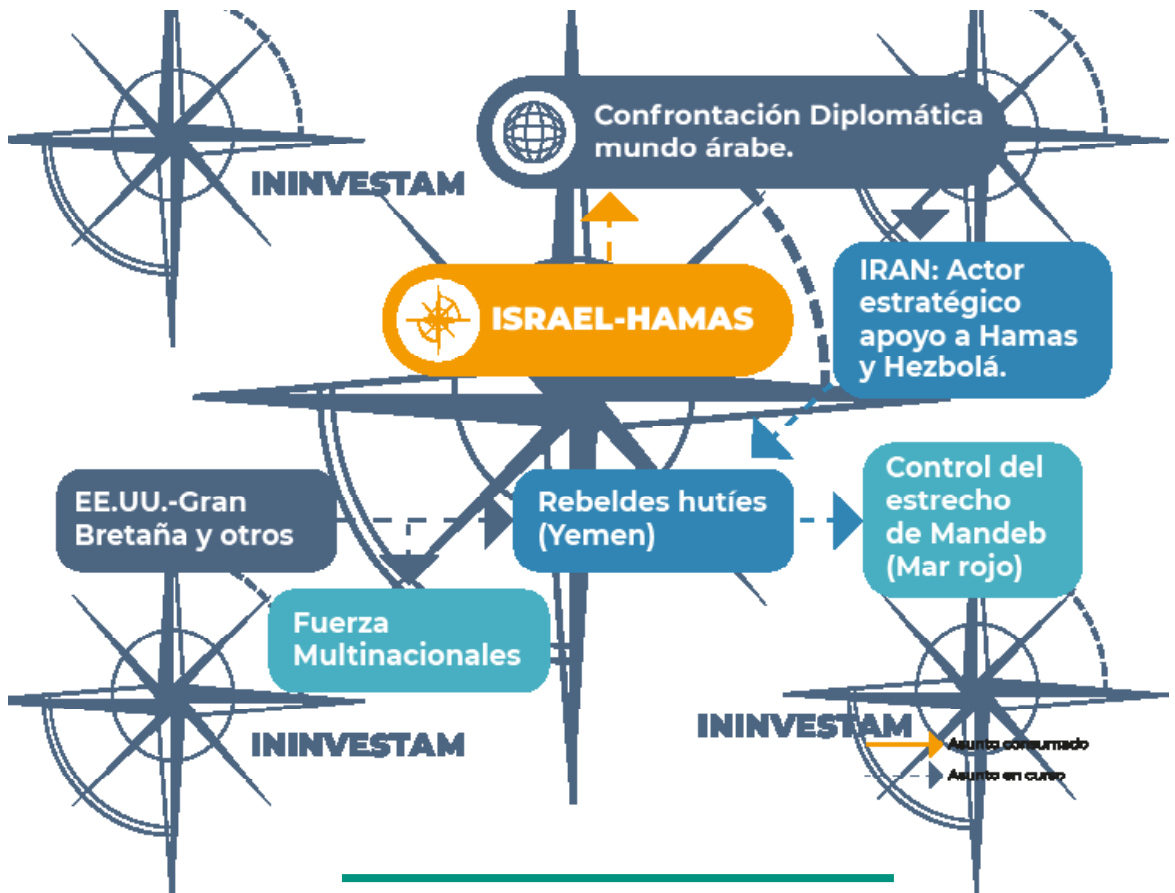 Confrontación Diplomática
mundo árabe.
ININVESTAM
IRAN: Actor
estratégico
apoyo a Hamas
y Hezbolá.
ISRAEL-HAMAS
EE.UU.-Gran
Bretaña y otros
Rebeldes hutíes
(Yemen)
Control del
estrecho
de Mandeb
(Mar rojo)
Fuerza
Multinacionales
ININVESTAM
ININVESTAM
Asunto consumado
Asunto en curso